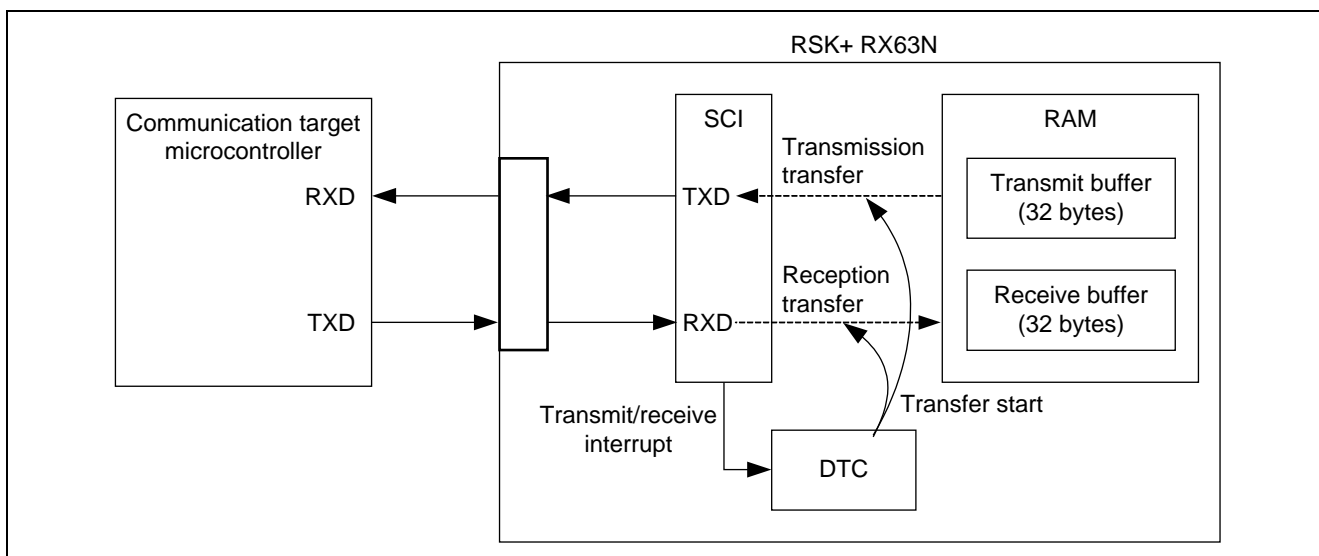 RSK+ RX63N
Communication target
microcontroller
RXD
TXD
SCI
TXD
RXD
Transmission
transfer
Reception
transfer
RAM
Transmit buffer
(32 bytes)
Receive buffer
(32 bytes)
Transmit/receive
interrupt
Transfer start
DTC